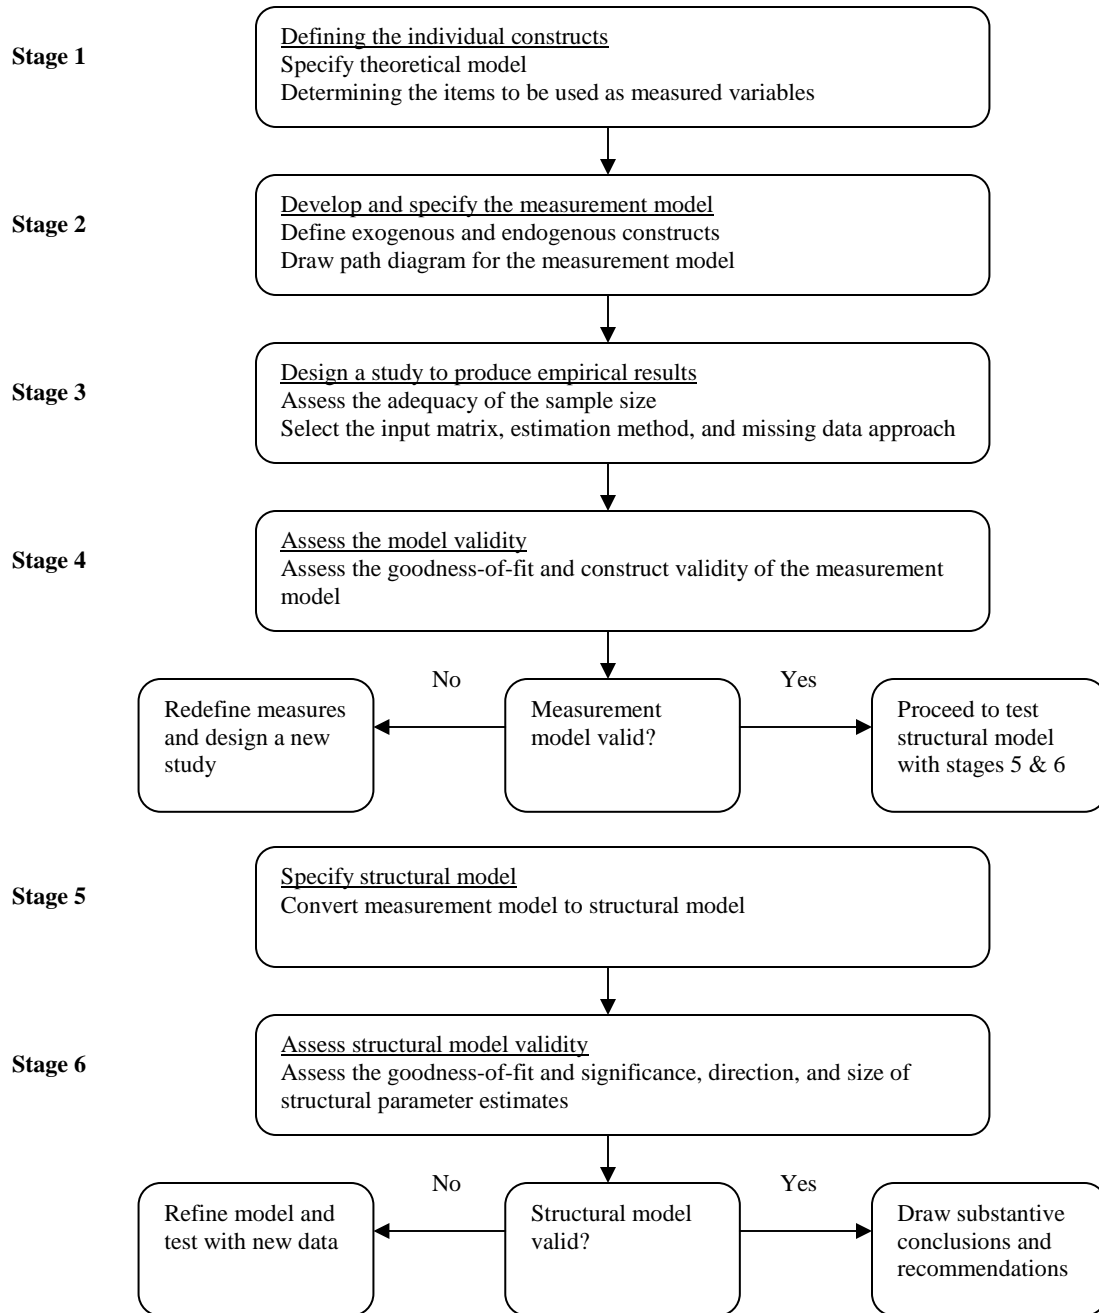 Stage 1
Defining the individual constructs
Specify theoretical model
Determining the items to be used as measured variables
Stage 2
Develop and specify the measurement model
Define exogenous and endogenous constructs
Draw path diagram for the measurement model
Stage 3
Design a study to produce empirical results
Assess the adequacy of the sample size
Select the input matrix, estimation method, and missing data approach
Stage 4
Assess the model validity
Assess the goodness-of-fit and construct validity of the measurement
model
No
Yes
Redefine measures
and design a new
study
Measurement
model valid?
Proceed to test
structural model
with stages 5 & 6
Stage 5
Specify structural model
Convert measurement model to structural model
Stage 6
Assess structural model validity
Assess the goodness-of-fit and significance, direction, and size of
structural parameter estimates
No
Yes
Refine model and
test with new data
Structural model
valid?
Draw substantive
conclusions and
recommendations